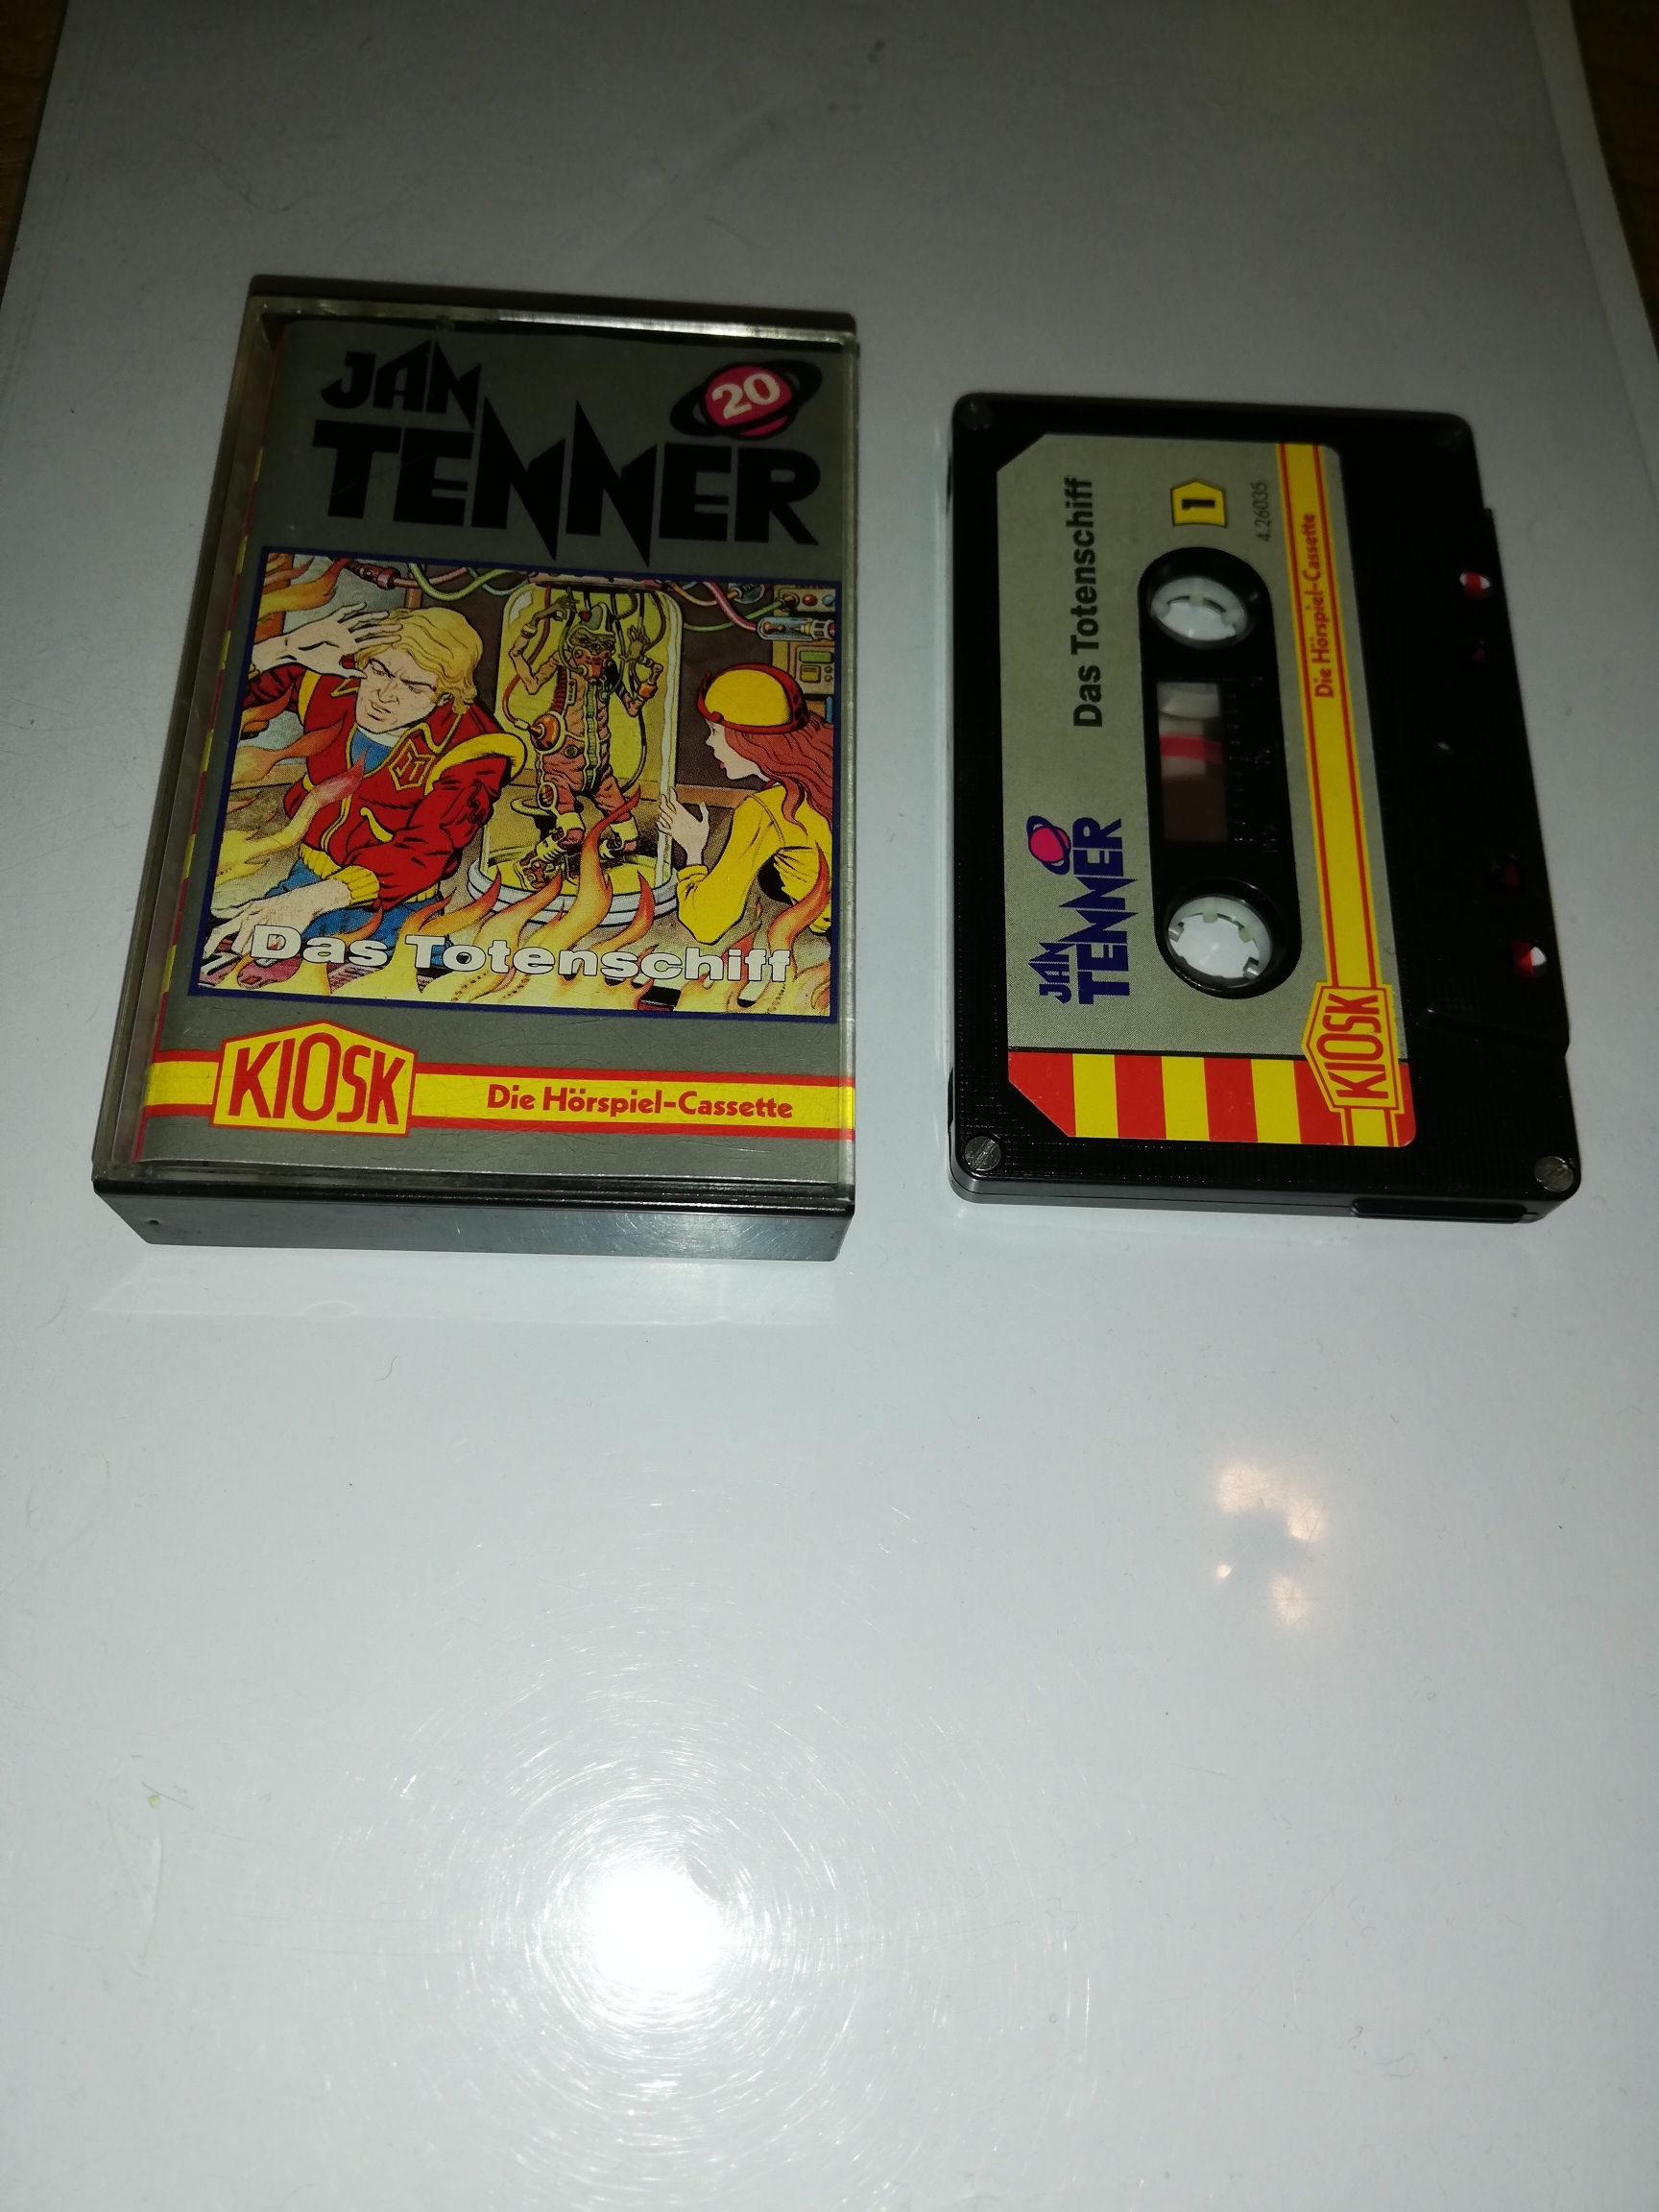 JAN
TENNER
20
Das Totenschiff
KIOSK
Die Hörspiel-Cassette
JAN
TENNER
Das Totenschiff
1
4.26035
KIOSK
Die Hörspiel-Cassette